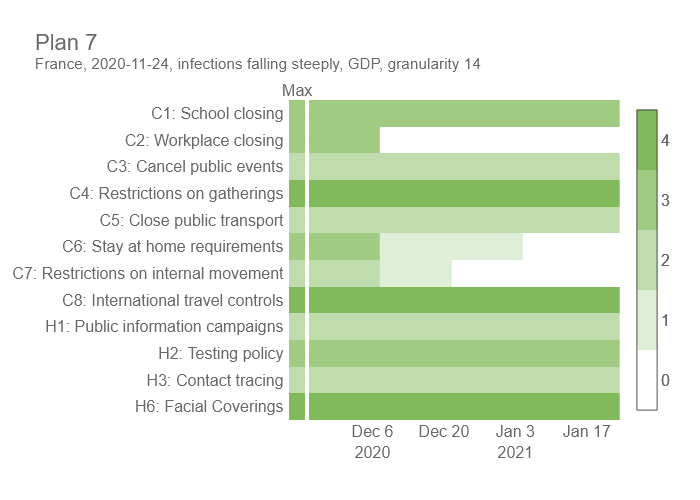 Plan 7
France, 2020-11-24, infections falling steeply, GDP, granularity 14
Max
C1: School closing
C2: Workplace closing
C3: Cancel public events
C4: Restrictions on gatherings
C5: Close public transport
C6: Stay at home requirements
C7: Restrictions on internal movement
C8: International travel controls
H1: Public information campaigns
H2: Testing policy
H3: Contact tracing
H6: Facial Coverings
Dec 6 Dec 20 Jan 3 Jan 17
2020 2021
4
3
2
1
0